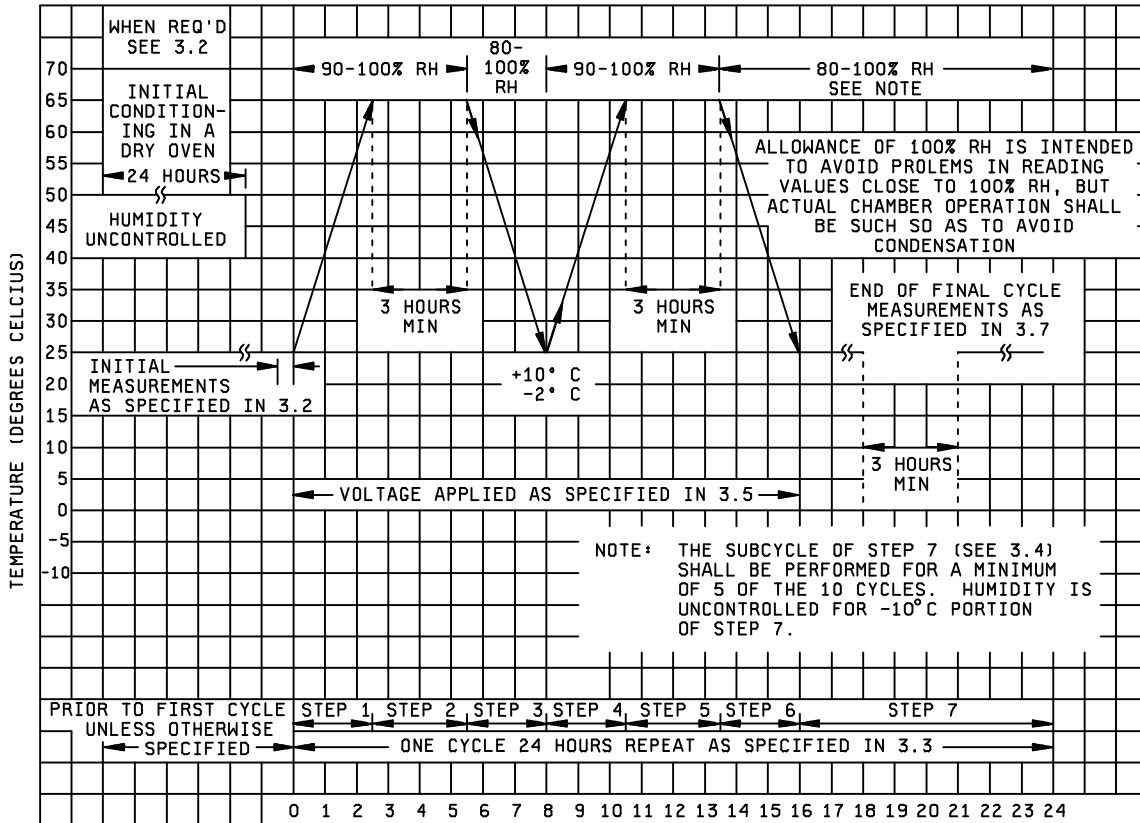 WHEN REQ'D
SEE 3.2
INITIAL
CONDITION-
ING IN A
DRY OVEN
24 HOURS
HUMIDITY
UNCONTROLLED
90-100% RH
80-
100%
RH
90-100% RH
80-100% RH
SEE NOTE
ALLOWANCE OF 100% RH IS INTENDED
TO AVOID PROLEMS IN READING
VALUES CLOSE TO 100% RH, BUT
ACTUAL CHAMBER OPERATION SHALL
BE SUCH SO AS TO AVOID
CONDENSATION
3 HOURS
MIN
3 HOURS
MIN
END OF FINAL CYCLE
MEASUREMENTS AS
SPECIFIED IN 3.7
INITIAL
MEASUREMENTS
AS SPECIFIED IN 3.2
+10° C
-2° C
3 HOURS
MIN
VOLTAGE APPLIED AS SPECIFIED IN 3.5
NOTE: THE SUBCYCLE OF STEP 7 (SEE 3.4)
SHALL BE PERFORMED FOR A MINIMUM
OF 5 OF THE 10 CYCLES. HUMIDITY IS
UNCONTROLLED FOR -10°C PORTION
OF STEP 7.
TEMPERATURE (DEGREES CELCIUS)
70
65
60
55
50
45
40
35
30
25
20
15
10
5
0
-5
-10
PRIOR TO FIRST CYCLE
UNLESS OTHERWISE
SPECIFIED
STEP 1 STEP 2 STEP 3 STEP 4 STEP 5 STEP 6 STEP 7
ONE CYCLE 24 HOURS REPEAT AS SPECIFIED IN 3.3
0 1 2 3 4 5 6 7 8 9 10 11 12 13 14 15 16 17 18 19 20 21 22 23 24